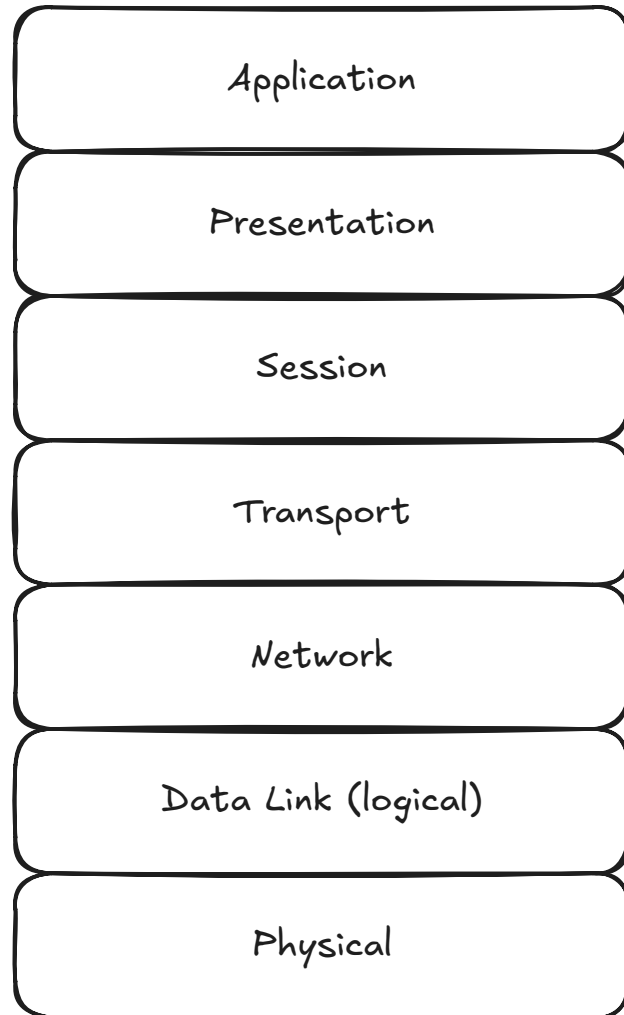 Application
Presentation
Session
Transport
Network
Data Link (logical)
Physical